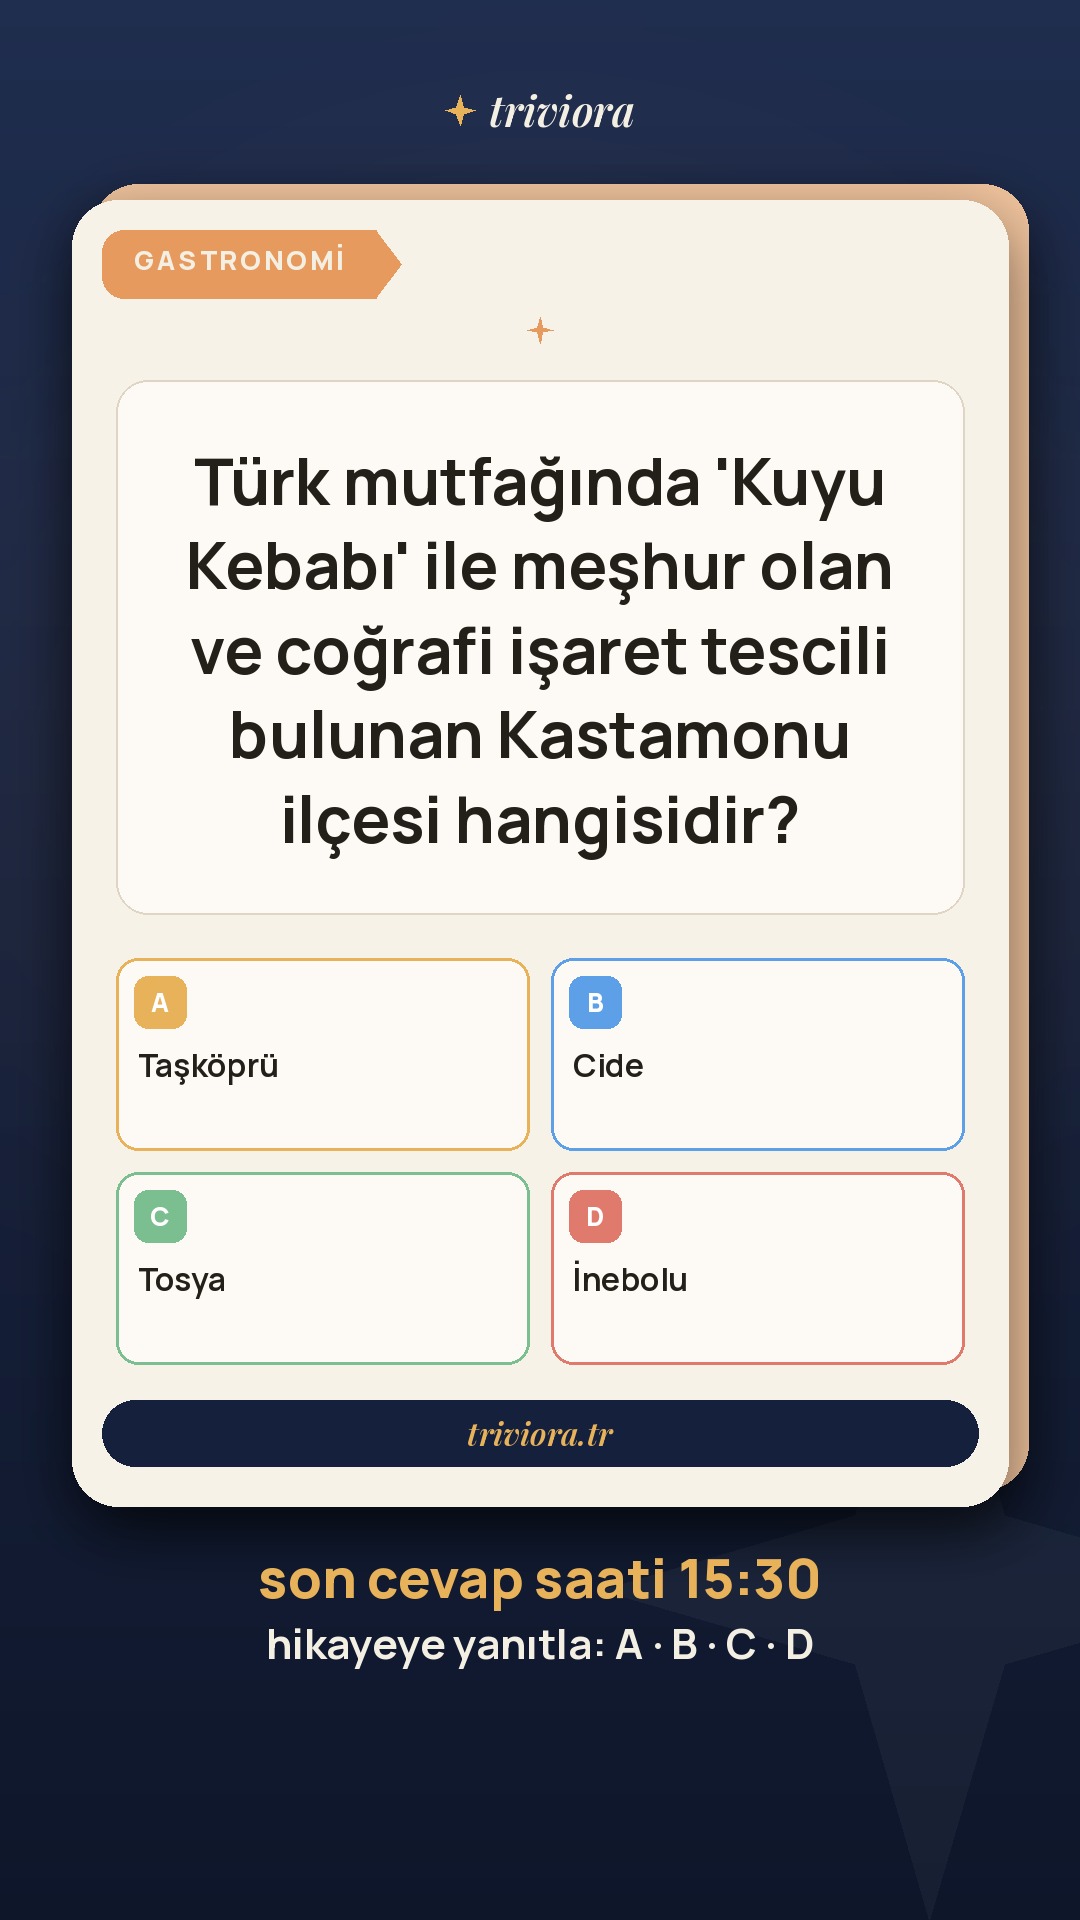 triviora
GASTRONOMİ
Türk mutfağında 'Kuyu
Kebabı' ile meşhur olan
ve coğrafi işaret tescili
bulunan Kastamonu
ilçesi hangisidir?
A
Taşköprü
B
Cide
C
Tosya
D
İnebolu
triviora.tr
son cevap saati 15:30
hikayeye yanıtla: A · B · C · D